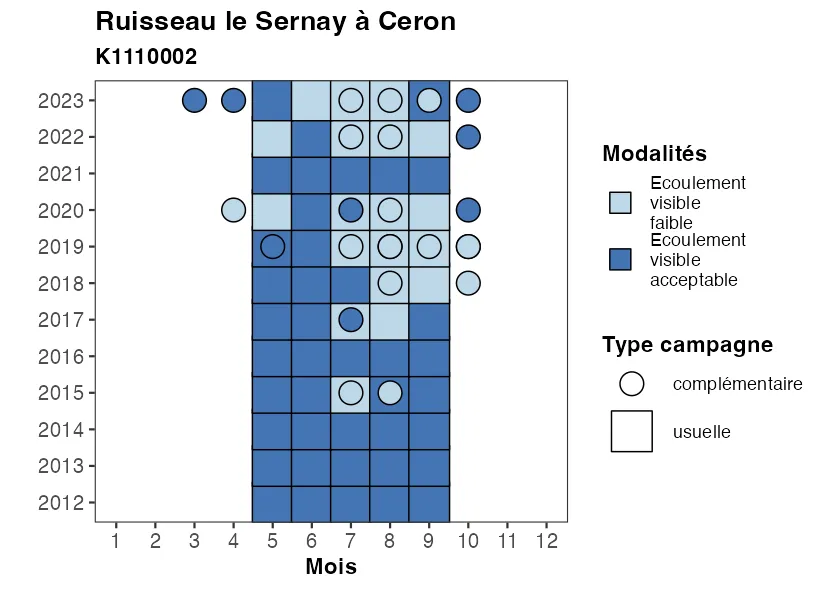 Ruisseau le Sernay à Ceron
K1110002
2023
2022
2021
2020
2019
2018
2017
2016
2015
2014
2013
2012
1 2 3 4 5 6 7 8 9 10 11 12
Mois
Modalités
Ecoulement
visible
faible
Ecoulement
visible
acceptable
Type campagne
complémentaire
usuelle